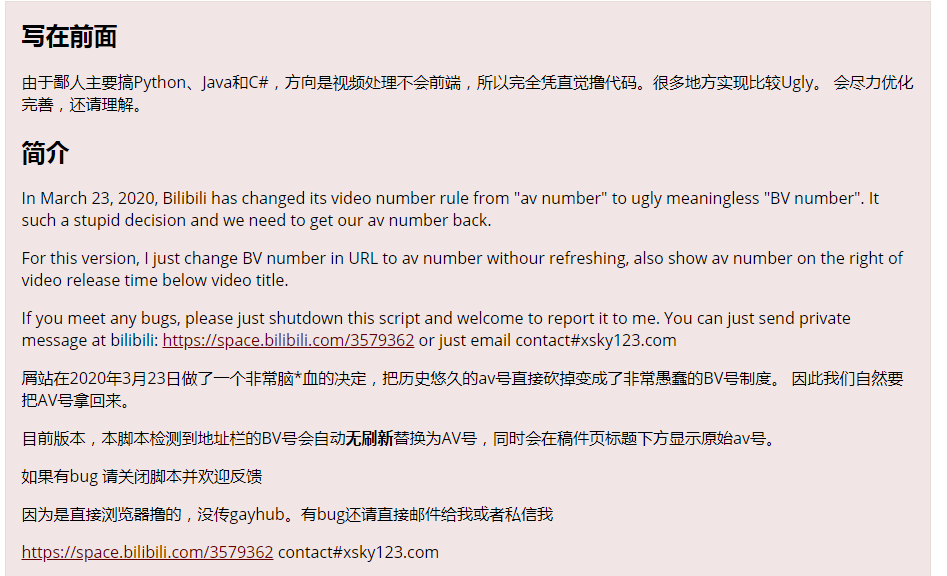 写在前面
由于鄙人主要搞Python、Java和C#，方向是视频处理不会前端，所以完全凭直觉撸代码。很多地方实现比较Ugly。 会尽力优化
完善，还请理解。
简介
In March 23, 2020, Bilibili has changed its video number rule from "av number" to ugly meaningless "BV number". It
such a stupid decision and we need to get our av number back.
For this version, I just change BV number in URL to av number withour refreshing, also show av number on the right of
video release time below video title.
If you meet any bugs, please just shutdown this script and welcome to report it to me. You can just send private
message at bilibili: https://space.bilibili.com/3579362 or just email contact#xsky123.com
屑站在2020年3月23日做了一个非常脑*血的决定，把历史悠久的av号直接砍掉变成了非常愚蠢的BV号制度。 因此我们自然要
把AV号拿回来。
目前版本，本脚本检测到地址栏的BV号会自动无刷新替换为AV号，同时会在稿件页标题下方显示原始av号。
如果有bug 请关闭脚本并欢迎反馈
因为是直接浏览器撸的，没传gayhub。有bug还请直接邮件给我或者私信我
https://space.bilibili.com/3579362 contact#xsky123.com